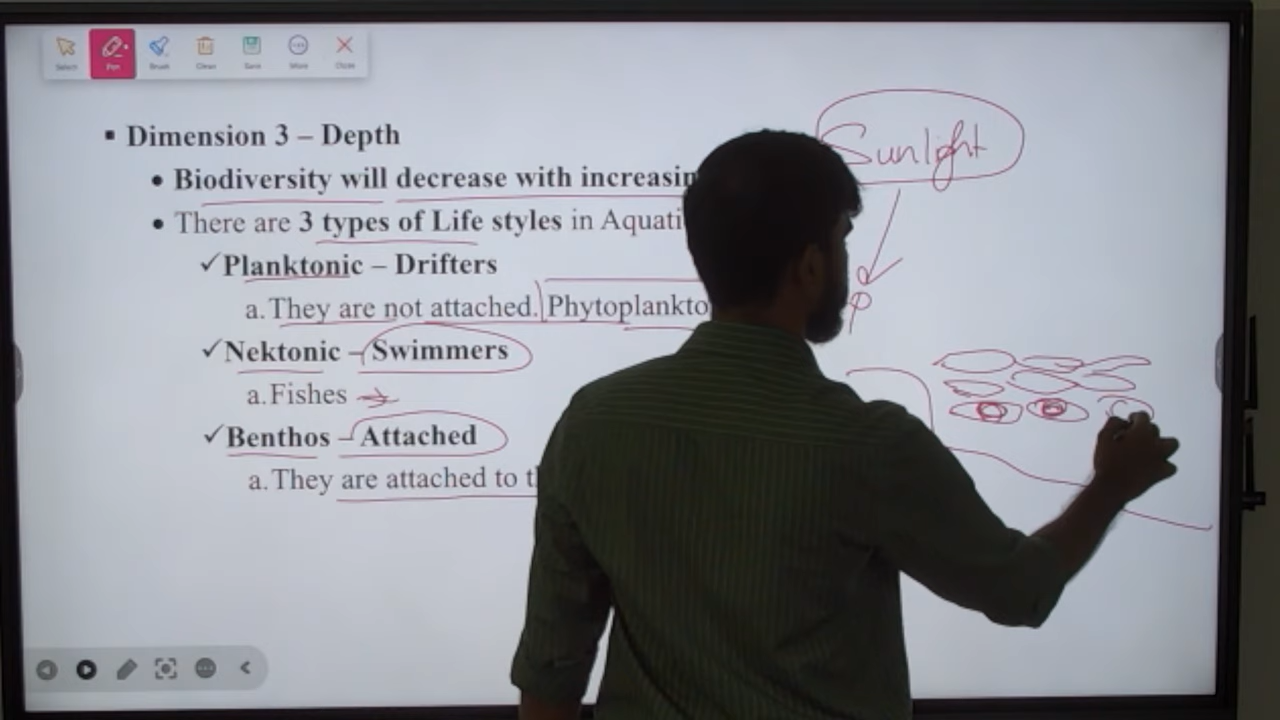 Select Pen Brush Clean Save More Close
▪ Dimension 3 – Depth
Sunlight
• Biodiversity will decrease with increasin
• There are 3 types of Life styles in Aquati
✓Planktonic – Drifters
a. They are not attached. Phytoplankto
P
✓Nektonic – Swimmers
a. Fishes →
✓Benthos – Attached
a. They are attached to t